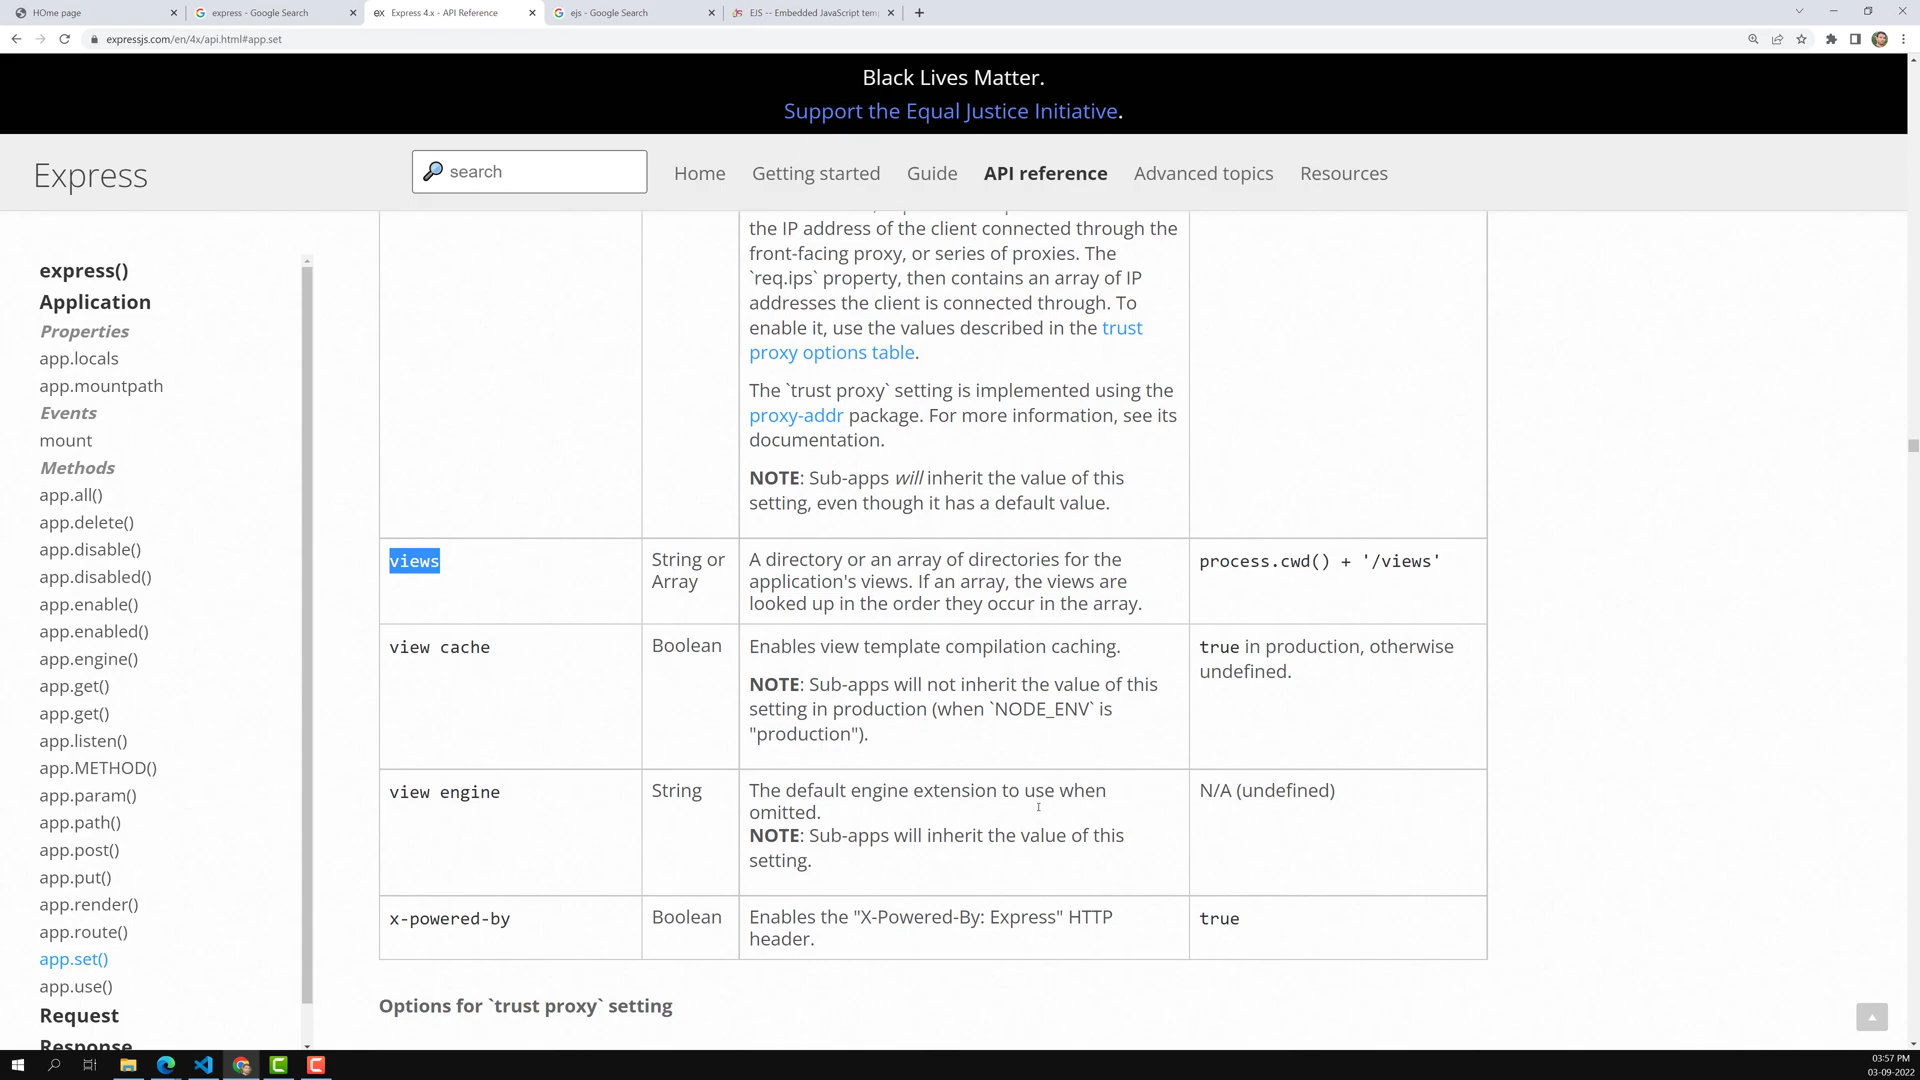 HOme page
express - Google Search
Express 4.x - API Reference
ejs - Google Search
EJS -- Embedded JavaScript tem
expressjs.com/en/4x/api.html#app.set
Black Lives Matter.
Support the Equal Justice Initiative.
Express
search
Home
Getting started
Guide
API reference
Advanced topics
Resources
express()
Application
Properties
app.locals
app.mountpath
Events
mount
Methods
app.all()
app.delete()
app.disable()
app.disabled()
app.enable()
app.enabled()
app.engine()
app.get()
app.get()
app.listen()
app.METHOD()
app.param()
app.path()
app.post()
app.put()
app.render()
app.route()
app.set()
app.use()
Request
Response
the IP address of the client connected through the
front-facing proxy, or series of proxies. The
`req.ips` property, then contains an array of IP
addresses the client is connected through. To
enable it, use the values described in the trust
proxy options table.
The `trust proxy` setting is implemented using the
proxy-addr package. For more information, see its
documentation.
NOTE: Sub-apps will inherit the value of this
setting, even though it has a default value.
views
String or
Array
A directory or an array of directories for the
application's views. If an array, the views are
looked up in the order they occur in the array.
process.cwd() + '/views'
view cache
Boolean
Enables view template compilation caching.
NOTE: Sub-apps will not inherit the value of this
setting in production (when `NODE_ENV` is
"production").
true in production, otherwise
undefined.
view engine
String
The default engine extension to use when
omitted.
NOTE: Sub-apps will inherit the value of this
setting.
N/A (undefined)
x-powered-by
Boolean
Enables the "X-Powered-By: Express" HTTP
header.
true
Options for `trust proxy` setting
03:57 PM
03-09-2022